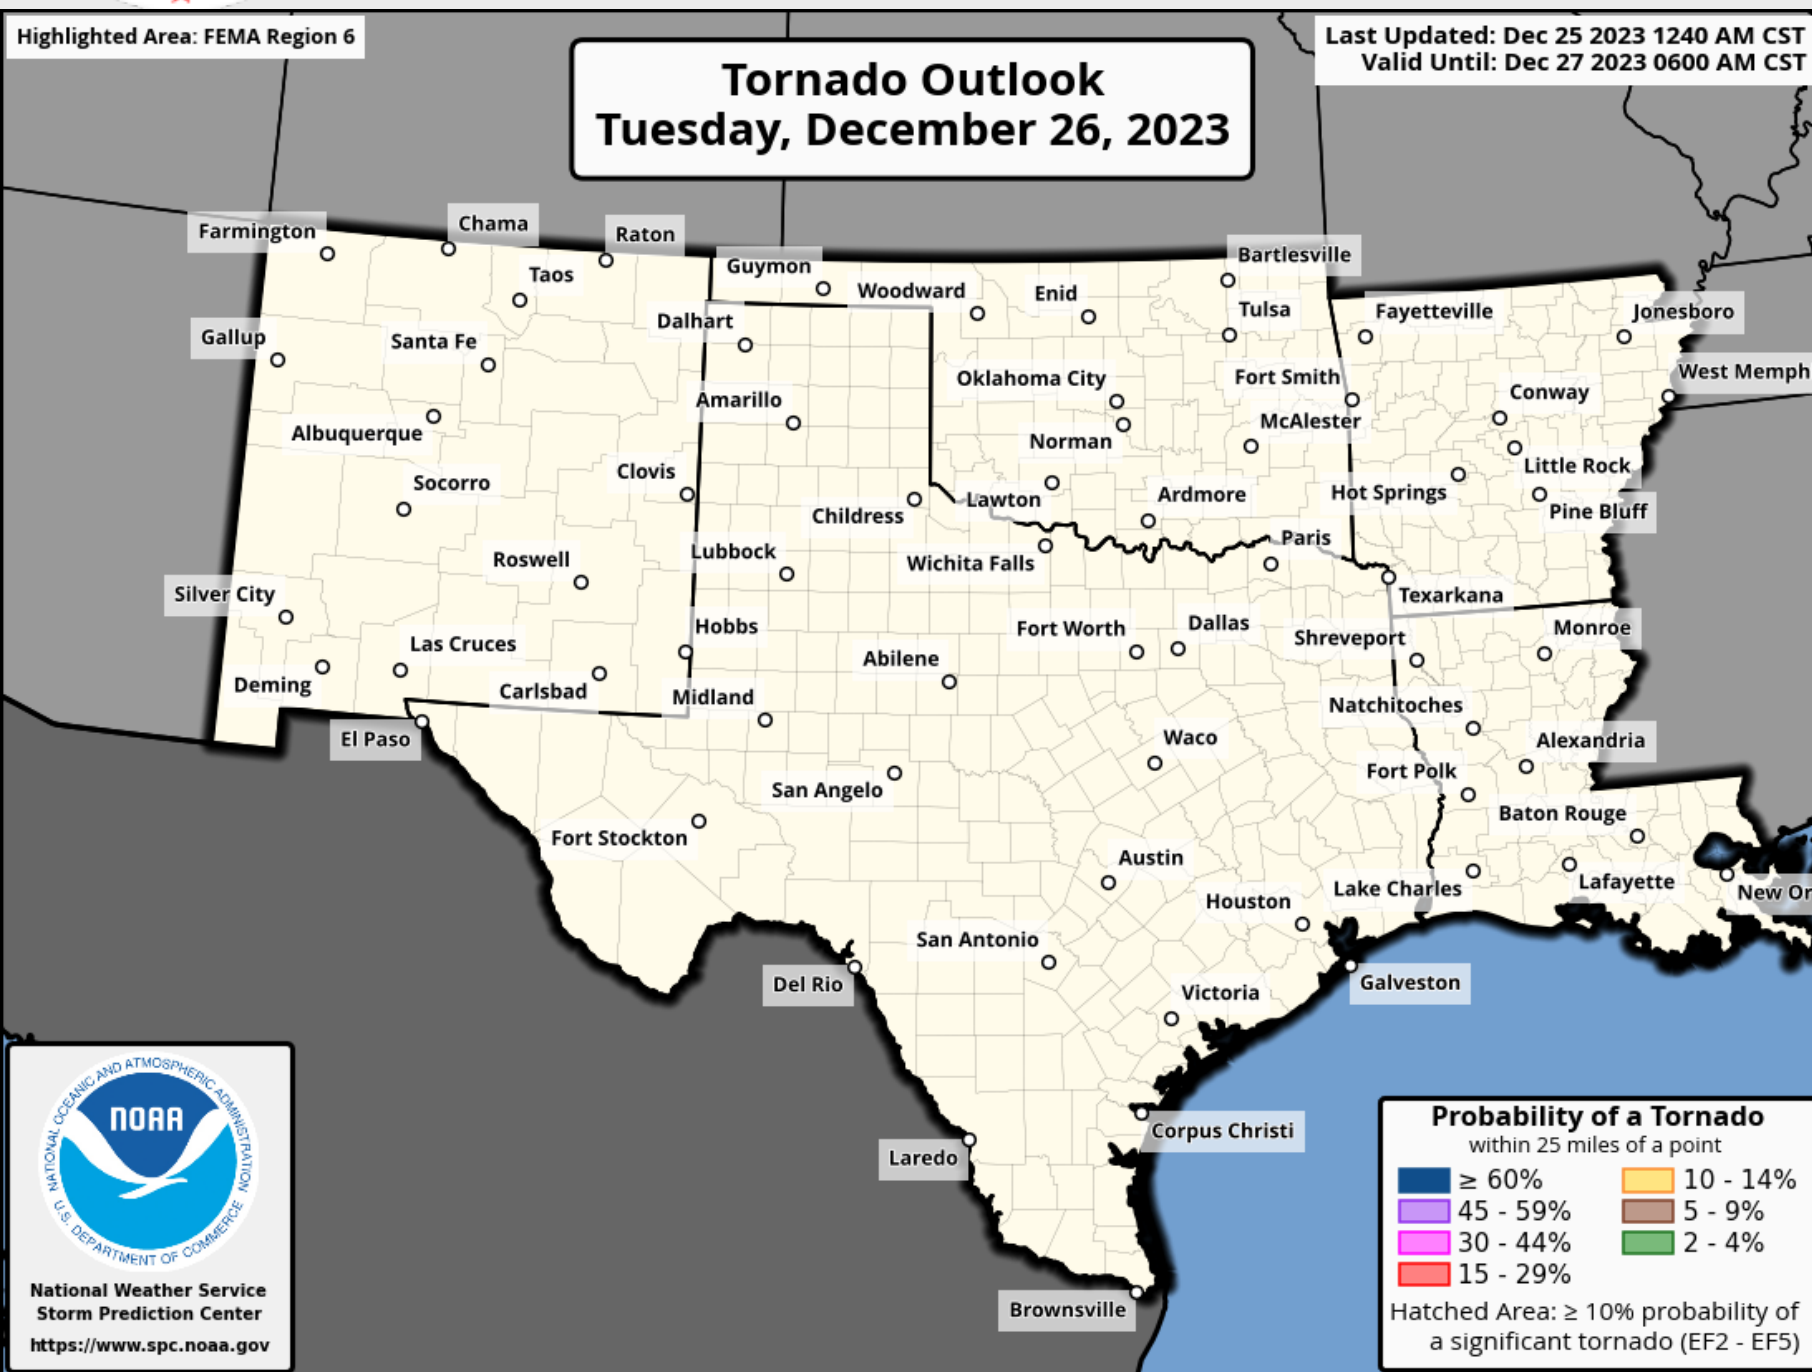 Highlighted Area: FEMA Region 6
Last Updated: Dec 25 2023 1240 AM CST
Valid Until: Dec 27 2023 0600 AM CST
Tornado Outlook
Tuesday, December 26, 2023
Farmington
Chama
Raton
Taos
Guymon
Woodward
Enid
Bartlesville
Tulsa
Fayetteville
Jonesboro
Gallup
Santa Fe
Dalhart
Oklahoma City
Fort Smith
Conway
West Memph
Albuquerque
Amarillo
Norman
McAlester
Little Rock
Socorro
Clovis
Childress
Lawton
Ardmore
Hot Springs
Pine Bluff
Roswell
Lubbock
Wichita Falls
Paris
Texarkana
Silver City
Las Cruces
Hobbs
Fort Worth
Dallas
Shreveport
Monroe
Deming
Carlsbad
Midland
Abilene
Natchitoches
El Paso
Waco
Alexandria
San Angelo
Fort Polk
Fort Stockton
Baton Rouge
Austin
Houston
Lake Charles
Lafayette
New Or
San Antonio
Del Rio
Victoria
Galveston
Corpus Christi
Laredo
Brownsville
NATIONAL OCEANIC AND ATMOSPHERIC ADMINISTRATION
NOAA
U.S. DEPARTMENT OF COMMERCE
National Weather Service
Storm Prediction Center
https://www.spc.noaa.gov
Probability of a Tornado
within 25 miles of a point
≥ 60%
10 - 14%
45 - 59%
5 - 9%
30 - 44%
2 - 4%
15 - 29%
Hatched Area: ≥ 10% probability of
a significant tornado (EF2 - EF5)